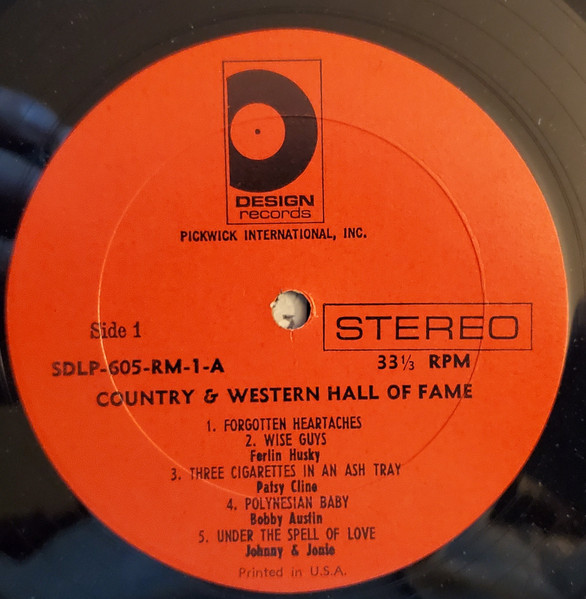 DESIGN
records
PICKWICK INTERNATIONAL, INC.
Side 1
STEREO
SDLP-605-RM-1-A
33 1/3 RPM
COUNTRY & WESTERN HALL OF FAME
1. FORGOTTEN HEARTACHES
2. WISE GUYS
Ferlin Husky
3. THREE CIGARETTES IN AN ASH TRAY
Patsy Cline
4. POLYNESIAN BABY
Bobby Austin
5. UNDER THE SPELL OF LOVE
Johnny & Jonie
Printed in U.S.A.